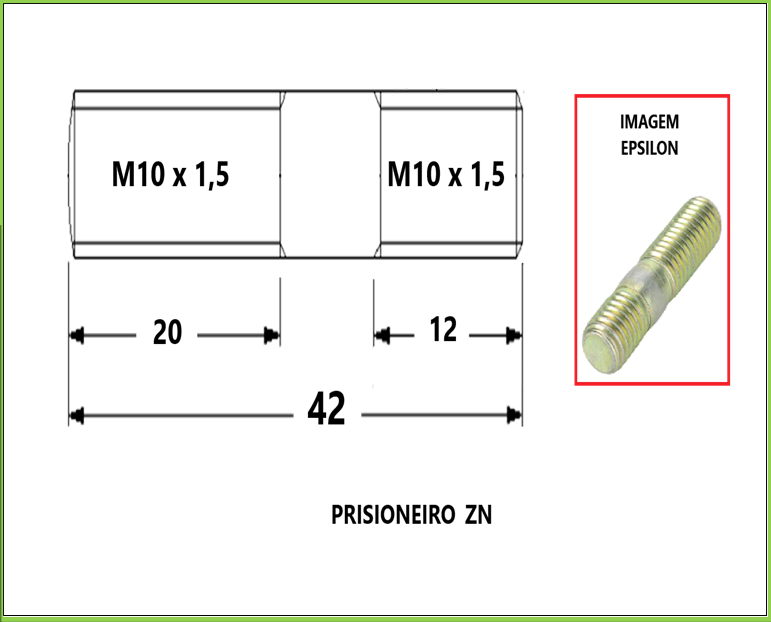 M10 x 1,5
M10 x 1,5
IMAGEM
EPSILON
20
12
42
PRISIONEIRO ZN